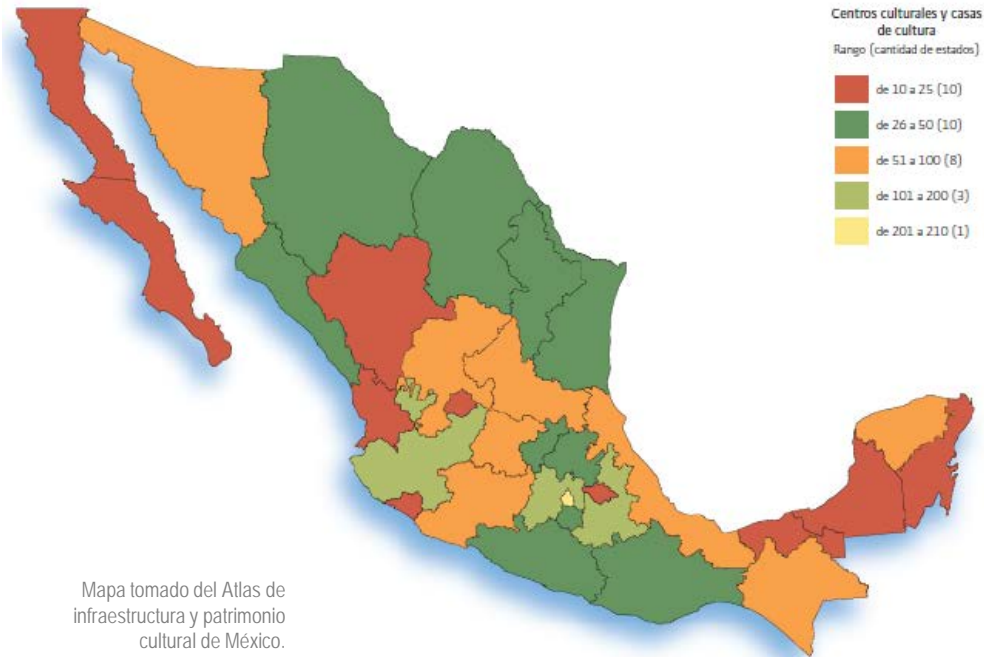 Centros culturales y casas
de cultura
Rango (cantidad de estados)
de 10 a 25 (10)
de 26 a 50 (10)
de 51 a 100 (8)
de 101 a 200 (3)
de 201 a 210 (1)
Mapa tomado del Atlas de
infraestructura y patrimonio
cultural de México.